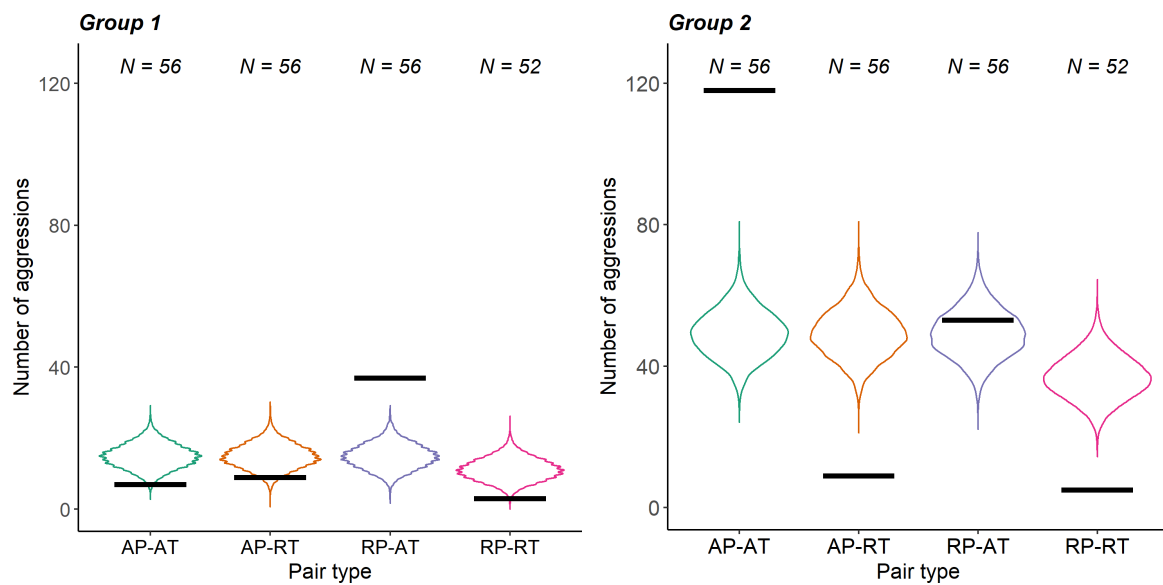 Group 1
N = 56 N = 56 N = 56 N = 52
120
80
40
0
Number of aggressions
AP-AT AP-RT RP-AT RP-RT
Pair type
Group 2
N = 56 N = 56 N = 56 N = 52
120
80
40
0
Number of aggressions
AP-AT AP-RT RP-AT RP-RT
Pair type